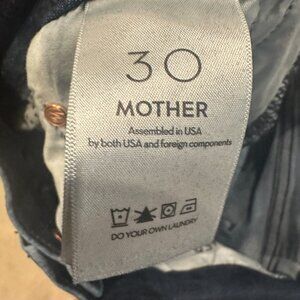 30
MOTHER
Assembled in USA
by both USA and foreign components
DO YOUR OWN LAUNDRY